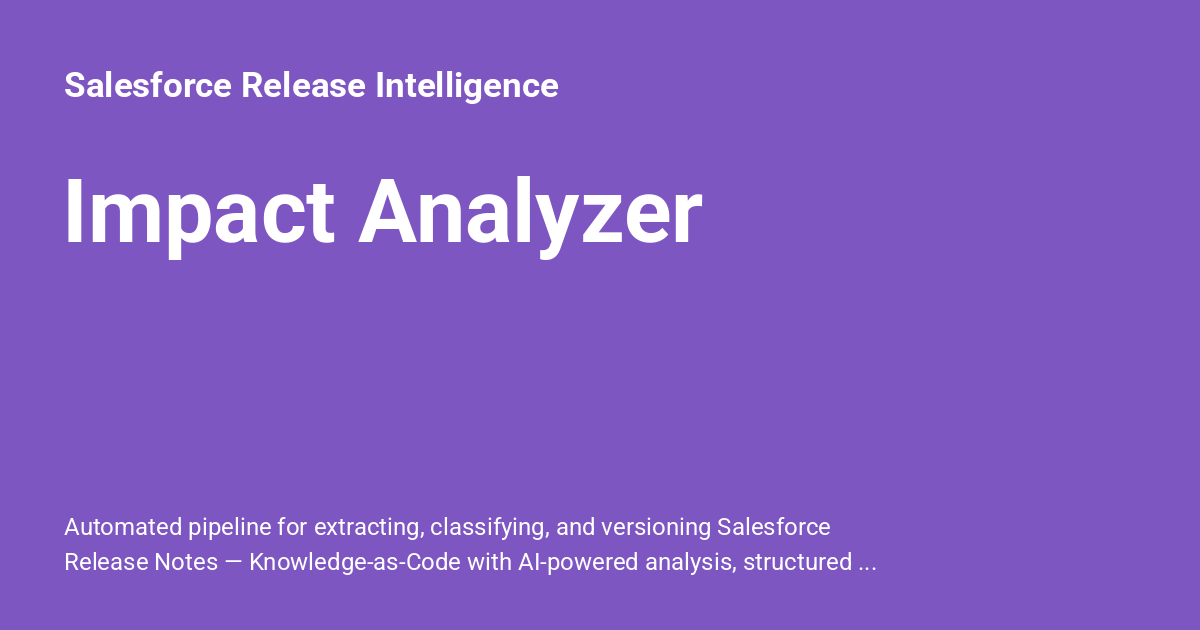 Salesforce Release Intelligence
Impact Analyzer
Automated pipeline for extracting, classifying, and versioning Salesforce
Release Notes — Knowledge-as-Code with AI-powered analysis, structured ...